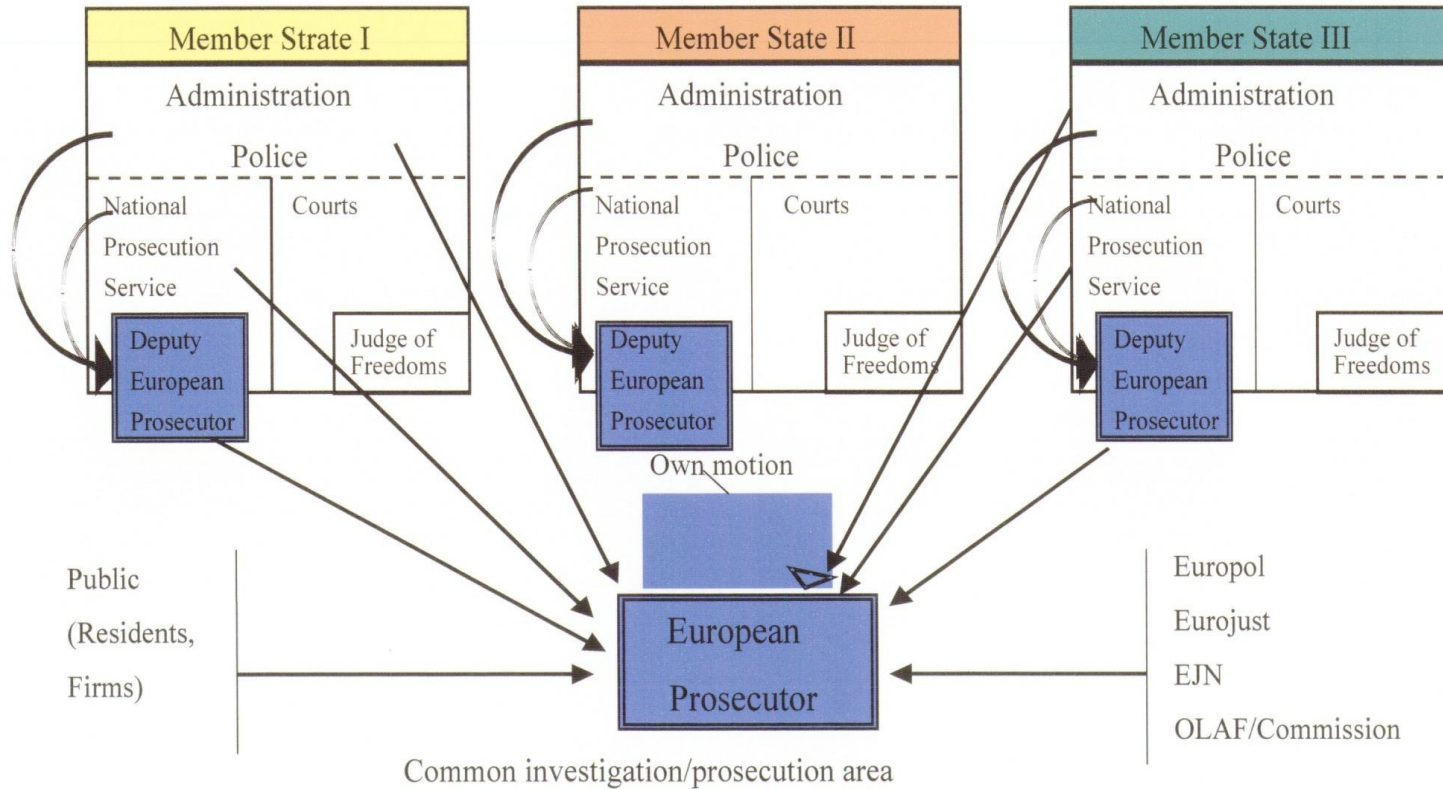 Member Strate I
Administration
Police
National
Prosecution
Service
Courts
Deputy
European
Prosecutor
Judge of
Freedoms
Member State II
Administration
National
Prosecution
Service
Courts
Deputy
European
Prosecutor
Judge of
Freedoms
Member State III
Administration
Police
National
Prosecution
Service
Courts
Deputy
European
Prosecutor
Judge of
Freedoms
Own motion
Public
(Residents,
Firms)
European
Prosecutor
Europol
Eurojust
EJN
OLAF/Commission
Common investigation/prosecution area